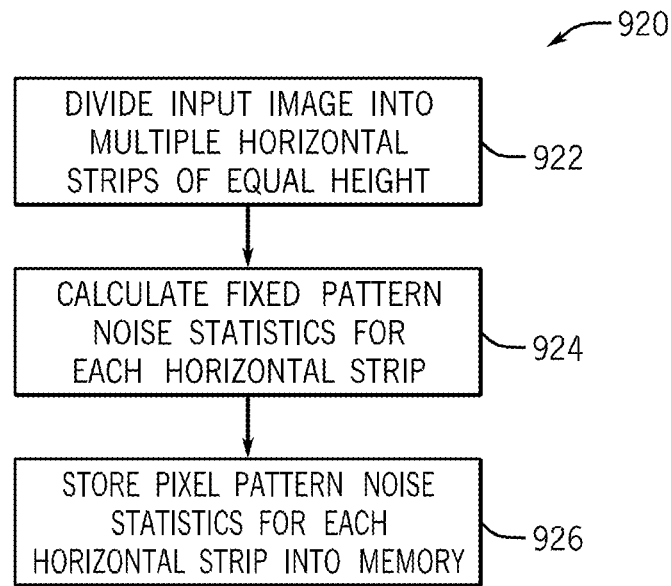 920
DIVIDE INPUT IMAGE INTO
MULTIPLE HORIZONTAL
STRIPS OF EQUAL HEIGHT
922
CALCULATE FIXED PATTERN
NOISE STATISTICS FOR
EACH HORIZONTAL STRIP
924
STORE PIXEL PATTERN NOISE
STATISTICS FOR EACH
HORIZONTAL STRIP INTO MEMORY
926